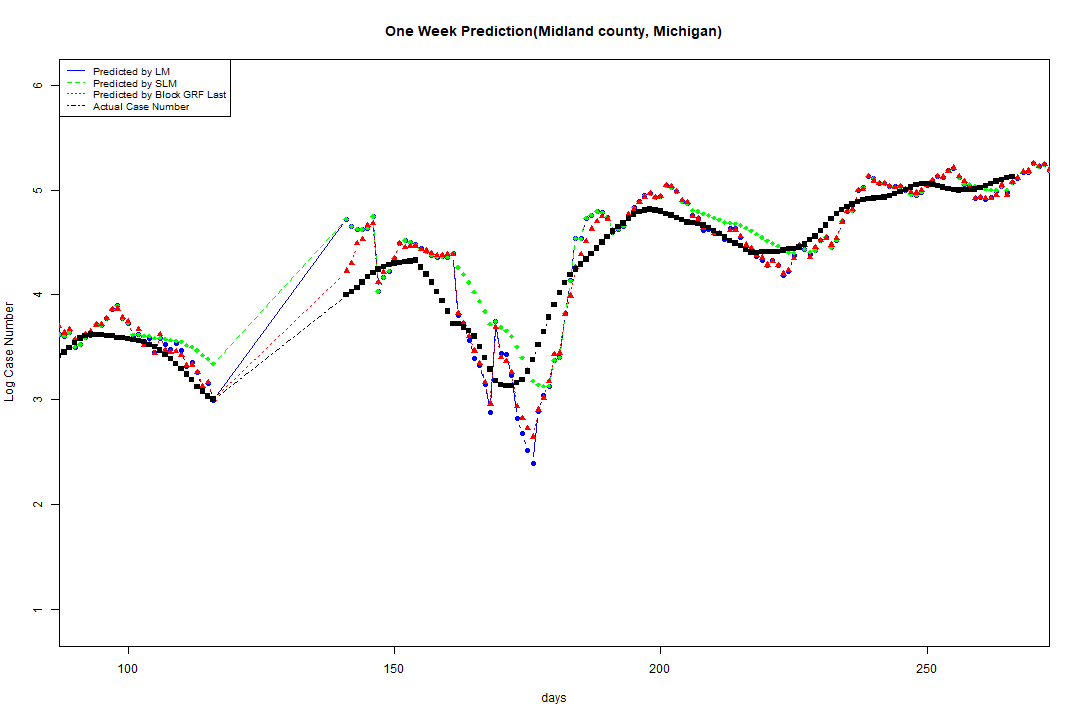 One Week Prediction(Midland county, Michigan)
Predicted by LM
Predicted by SLM
Predicted by Block GRF Last
Actual Case Number
6
5
4
3
2
1
Log Case Number
100 150 200 250
days